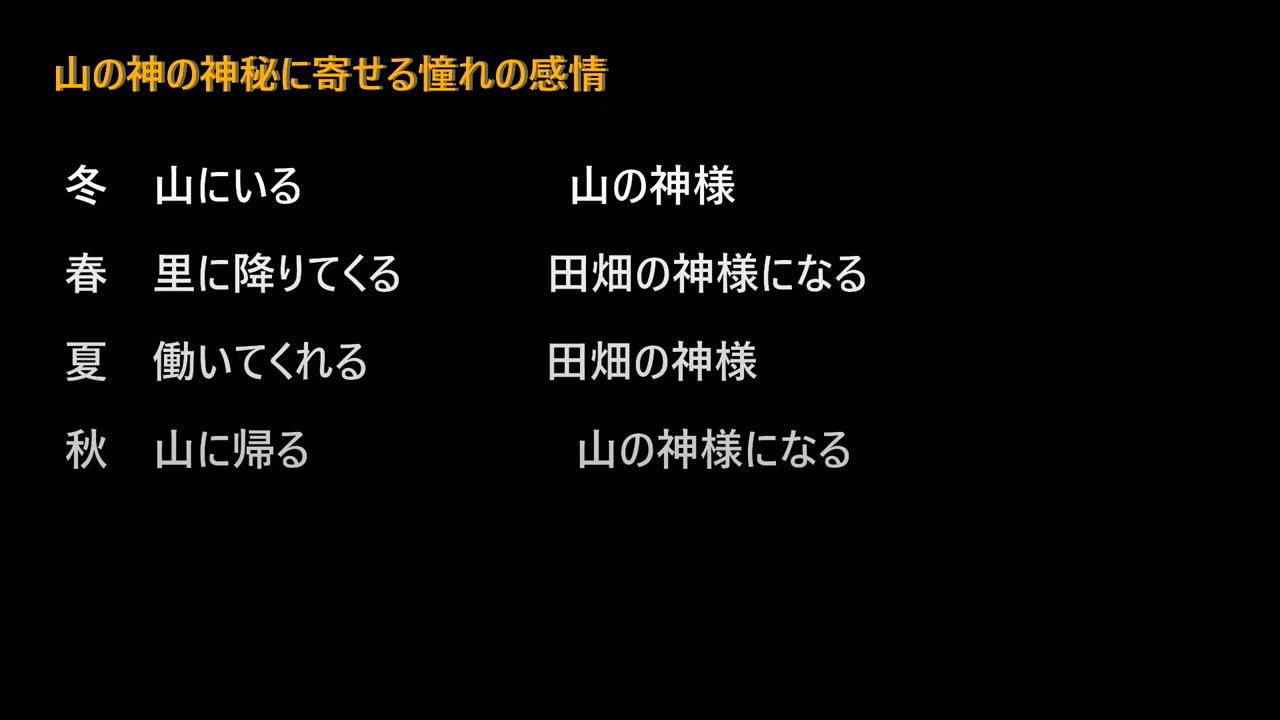 山の神の神秘に寄せる憧れの感情
冬　山にいる　　　　　　山の神様
春　里に降りてくる　　　田畑の神様になる
夏　働いてくれる　　　　田畑の神様
秋　山に帰る　　　　　　山の神様になる